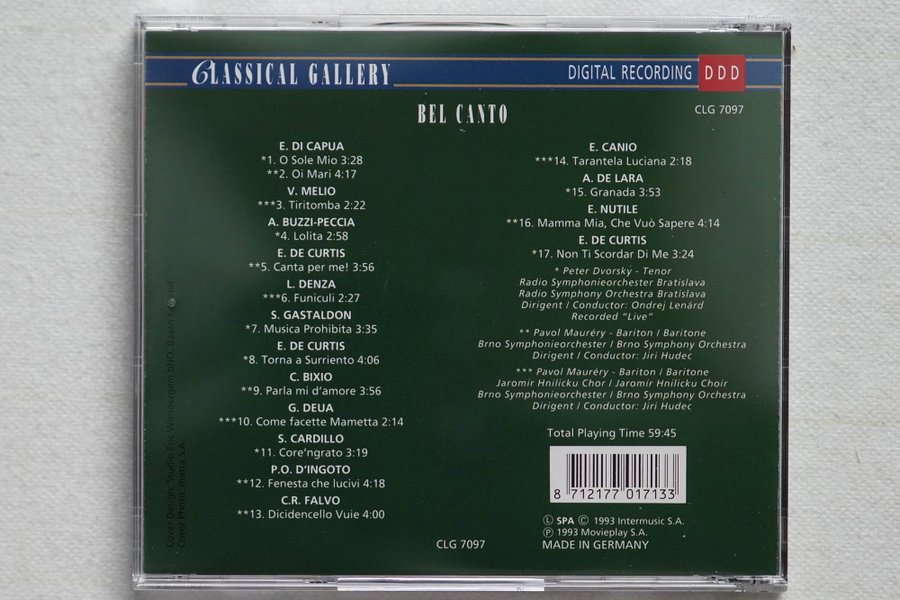 CLASSICAL GALLERY
DIGITAL RECORDING DDD
BEL CANTO
CLG 7097
E. DI CAPUA
*1. O Sole Mio 3:28
**2. Oi Mari 4:17
V. MELIO
***3. Tiritomba 2:22
A. BUZZI-PECCIA
*4. Lolita 2:58
E. DE CURTIS
**5. Canta per me! 3:56
L. DENZA
***6. Funiculi 2:27
S. GASTALDON
*7. Musica Prohibita 3:35
E. DE CURTIS
*8. Torna a Surriento 4:06
C. BIXIO
**9. Parla mi d'amore 3:56
G. DEUA
***10. Come facette Mametta 2:14
S. CARDILLO
*11. Core'ngrato 3:19
P.O. D'INGOTO
**12. Fenesta che lucivi 4:18
C.R. FALVO
**13. Dicidencello Vuie 4:00
E. CANIO
***14. Tarantela Luciana 2:18
A. DE LARA
*15. Granada 3:53
E. NUTILE
**16. Mamma Mia, Che Vuò Sapere 4:14
E. DE CURTIS
*17. Non Ti Scordar Di Me 3:24
* Peter Dvorsky - Tenor
Radio Symphonieorchester Bratislava
Radio Symphony Orchestra Bratislava
Dirigent / Conductor: Ondrej Lenárd
Recorded "Live"
** Pavol Mauréry - Bariton / Baritone
Brno Symphonieorchester / Brno Symphony Orchestra
Dirigent / Conductor: Jiri Hudec
*** Pavol Mauréry - Bariton / Baritone
Jaromir Hnilicku Chor / Jaromir Hnilicku Choir
Brno Symphonieorchester / Brno Symphony Orchestra
Dirigent / Conductor: Jiri Hudec
Total Playing Time 59:45
8 712177 017133
Ⓛ SPA © 1993 Intermusic S.A.
℗ 1993 Movieplay S.A.
MADE IN GERMANY
CLG 7097
Cover Design: Studio Eric Wondergem bNO, Baarn
Cover Photo: